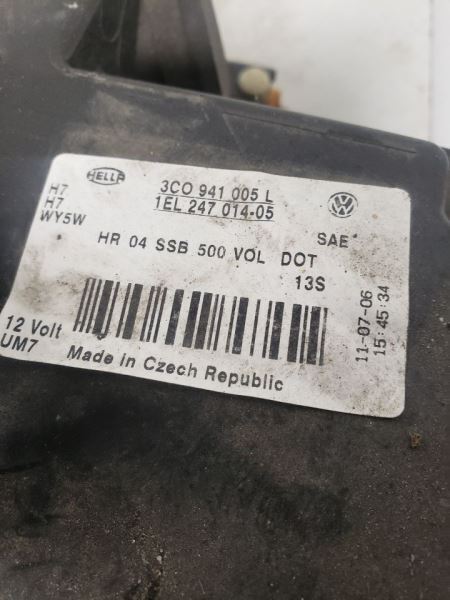 HELLA
3C0 941 005 L
1EL 247 014-05
H7
H7
WY5W
SAE
HR 04 SSB 500 VOL DOT
13S
12 Volt
UM7
Made in Czech Republic
11-07-06
15:45:34